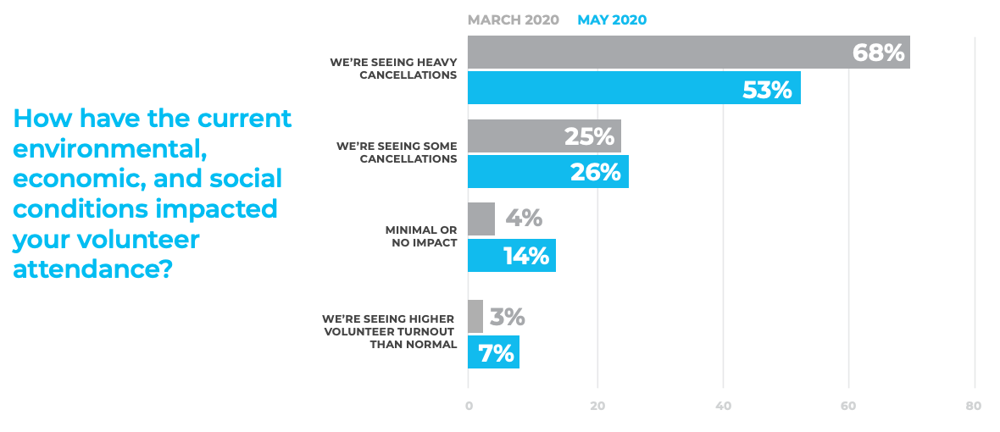 MARCH 2020 MAY 2020
How have the current
environmental,
economic, and social
conditions impacted
your volunteer
attendance?
WE’RE SEEING HEAVY
CANCELLATIONS
68%
53%
WE’RE SEEING SOME
CANCELLATIONS
25%
26%
MINIMAL OR
NO IMPACT
4%
14%
WE’RE SEEING HIGHER
VOLUNTEER TURNOUT
THAN NORMAL
3%
7%
0 20 40 60 80